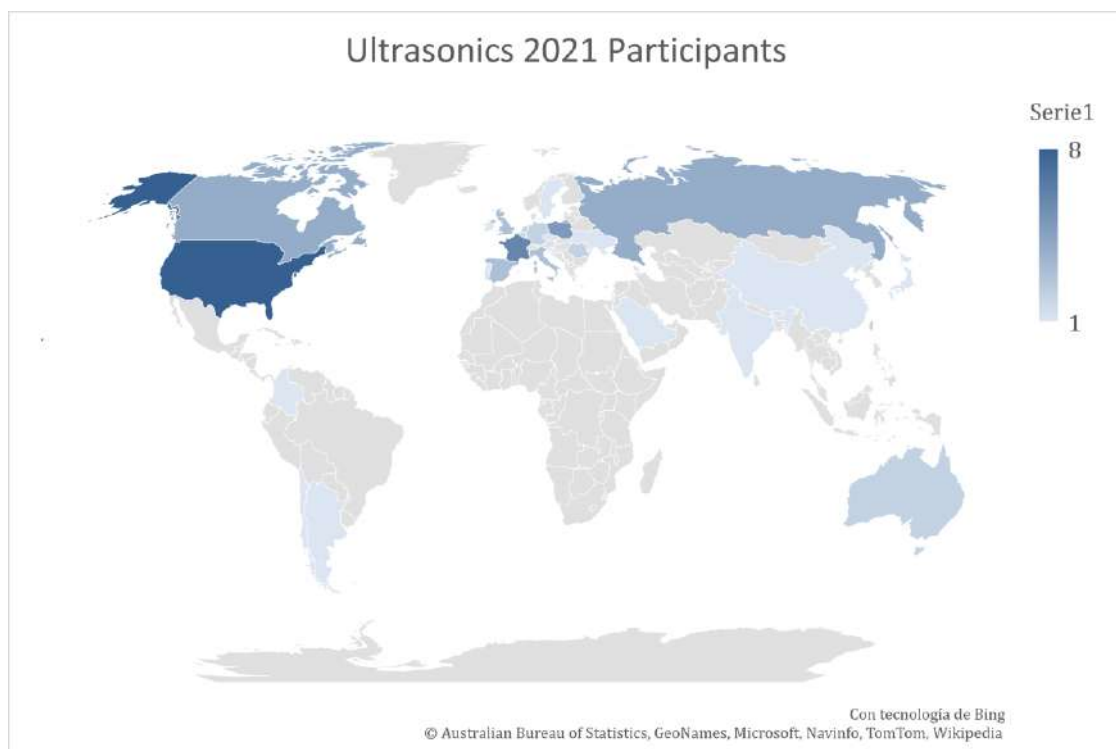 Ultrasonics 2021 Participants
Serie1
8
1
Con tecnología de Bing
© Australian Bureau of Statistics, GeoNames, Microsoft, Navinfo, TomTom, Wikipedia